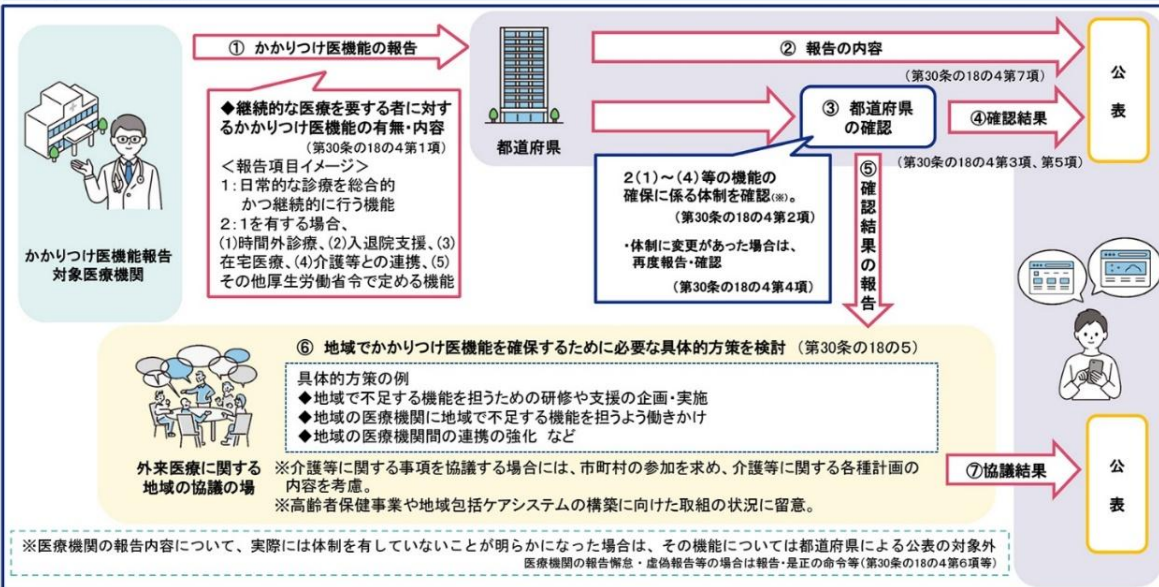 ① かかりつけ医機能の報告
② 報告の内容
(第30条の18の4第7項)
公
表
◆継続的な医療を要する者に対す
るかかりつけ医機能の有無・内容
(第30条の18の4第1項)
<報告項目イメージ>
1:日常的な診療を総合的
かつ継続的に行う機能
2:1を有する場合、
(1)時間外診療、(2)入退院支援、(3)
在宅医療、(4)介護等との連携、(5)
その他厚生労働省令で定める機能
かかりつけ医機能報告
対象医療機関
都道府県
③ 都道府県
の確認
④確認結果
(第30条の18の4第3項、第5項)
2(1)~(4)等の機能の
確保に係る体制を確認(※)。
(第30条の18の4第2項)
・体制に変更があった場合は、
再度報告・確認
(第30条の18の4第4項)
⑤確認結果の報告
⑥ 地域でかかりつけ医機能を確保するために必要な具体的方策を検討 (第30条の18の5)
具体的方策の例
◆地域で不足する機能を担うための研修や支援の企画・実施
◆地域の医療機関に地域で不足する機能を担うよう働きかけ
◆地域の医療機関間の連携の強化 など
外来医療に関する
地域の協議の場
※介護等に関する事項を協議する場合には、市町村の参加を求め、介護等に関する各種計画の
内容を考慮。
※高齢者保健事業や地域包括ケアシステムの構築に向けた取組の状況に留意。
⑦協議結果
公
表
※医療機関の報告内容について、実際には体制を有していないことが明らかになった場合は、その機能については都道府県による公表の対象外
医療機関の報告懈怠・虚偽報告等の場合は報告・是正の命令等(第30条の18の4第6項等)